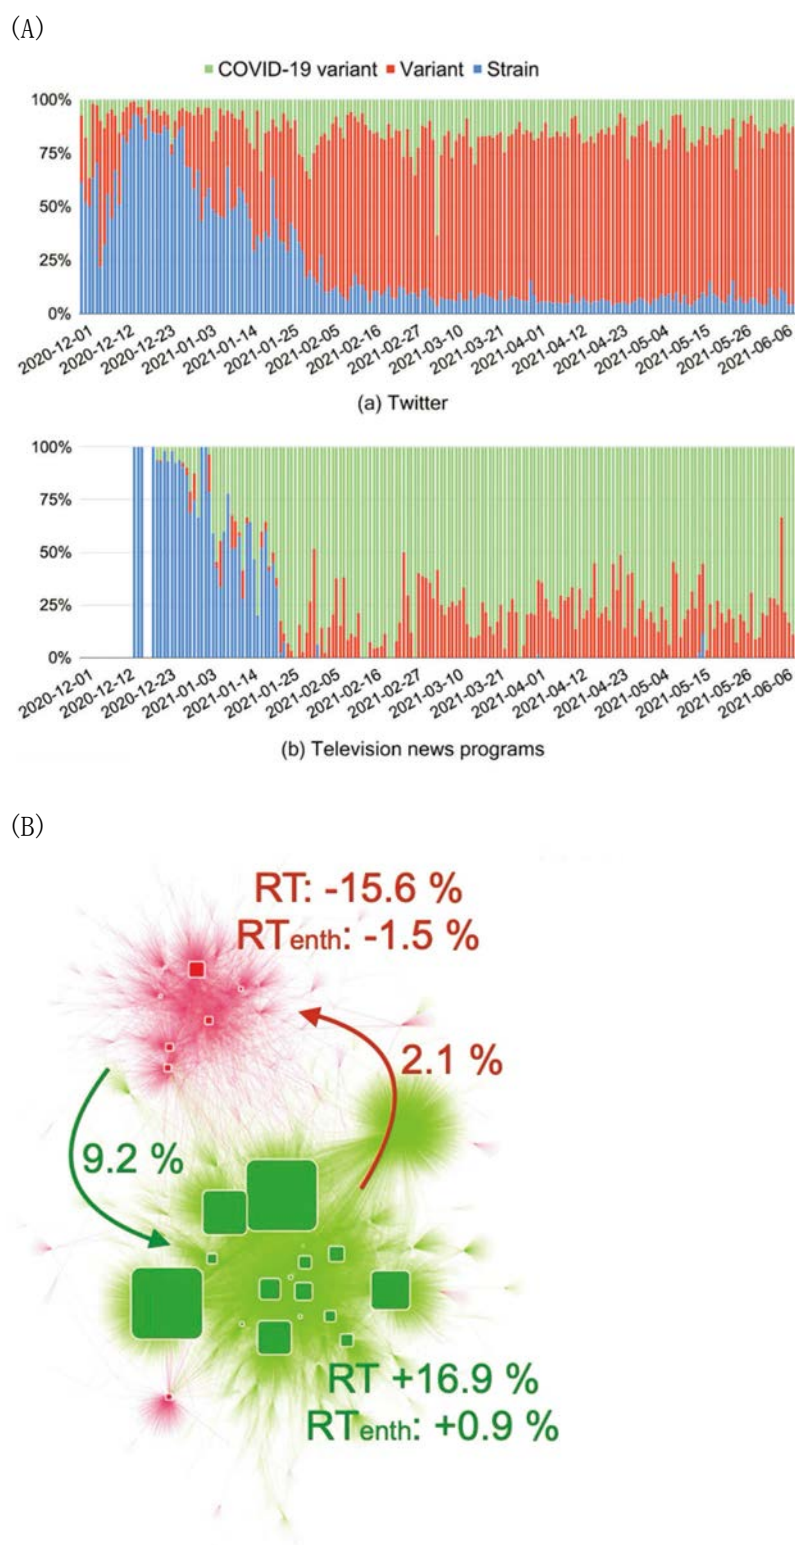 (A)
COVID-19 variant Variant Strain
100%
75%
50%
25%
0%
2020-12-01 2020-12-12 2020-12-23 2021-01-03 2021-01-14 2021-01-25 2021-02-05 2021-02-16 2021-02-27 2021-03-10 2021-03-21 2021-04-01 2021-04-12 2021-04-23 2021-05-04 2021-05-15 2021-05-26 2021-06-06
(a) Twitter
100%
75%
50%
25%
0%
2020-12-01 2020-12-12 2020-12-23 2021-01-03 2021-01-14 2021-01-25 2021-02-05 2021-02-16 2021-02-27 2021-03-10 2021-03-21 2021-04-01 2021-04-12 2021-04-23 2021-05-04 2021-05-15 2021-05-26 2021-06-06
(b) Television news programs
(B)
RT: -15.6 %
RTenth: -1.5 %
2.1 %
9.2 %
RT +16.9 %
RTenth: +0.9 %